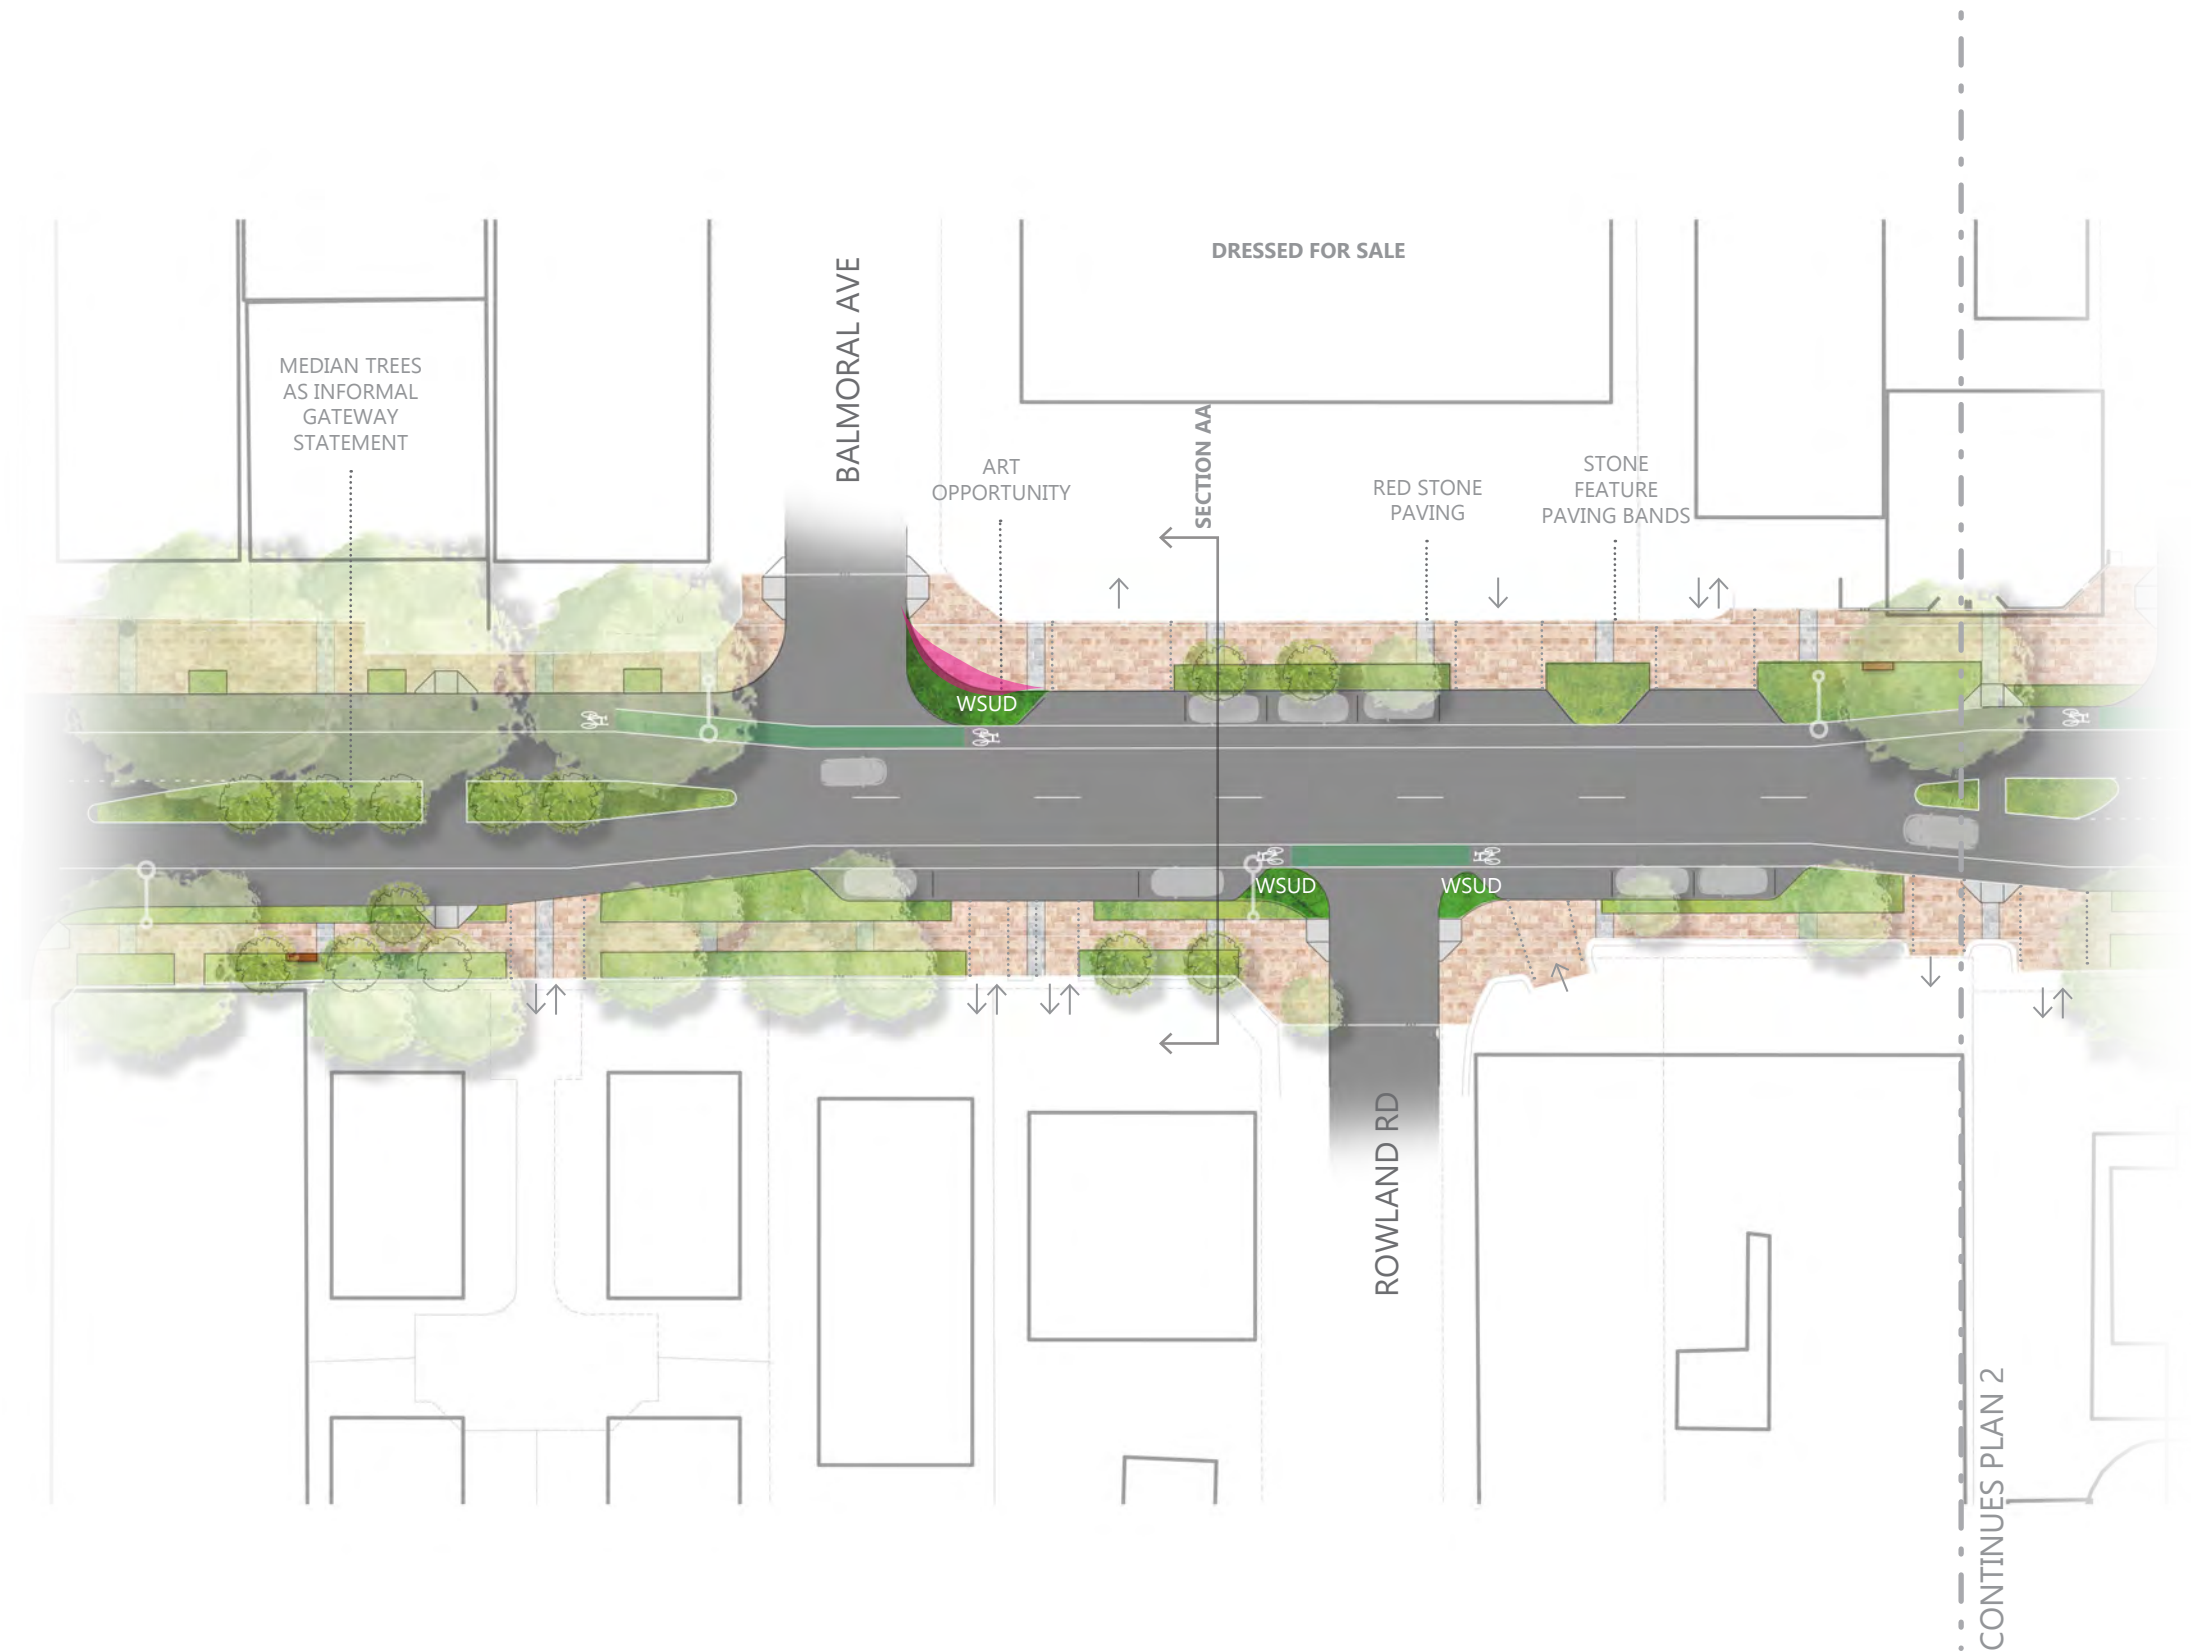 DRESSED FOR SALE
BALMORAL AVE
MEDIAN TREES
AS INFORMAL
GATEWAY
STATEMENT
ART
OPPORTUNITY
SECTION AA
RED STONE
PAVING
STONE
FEATURE
PAVING BANDS
WSUD
WSUD
WSUD
ROWLAND RD
CONTINUES PLAN 2